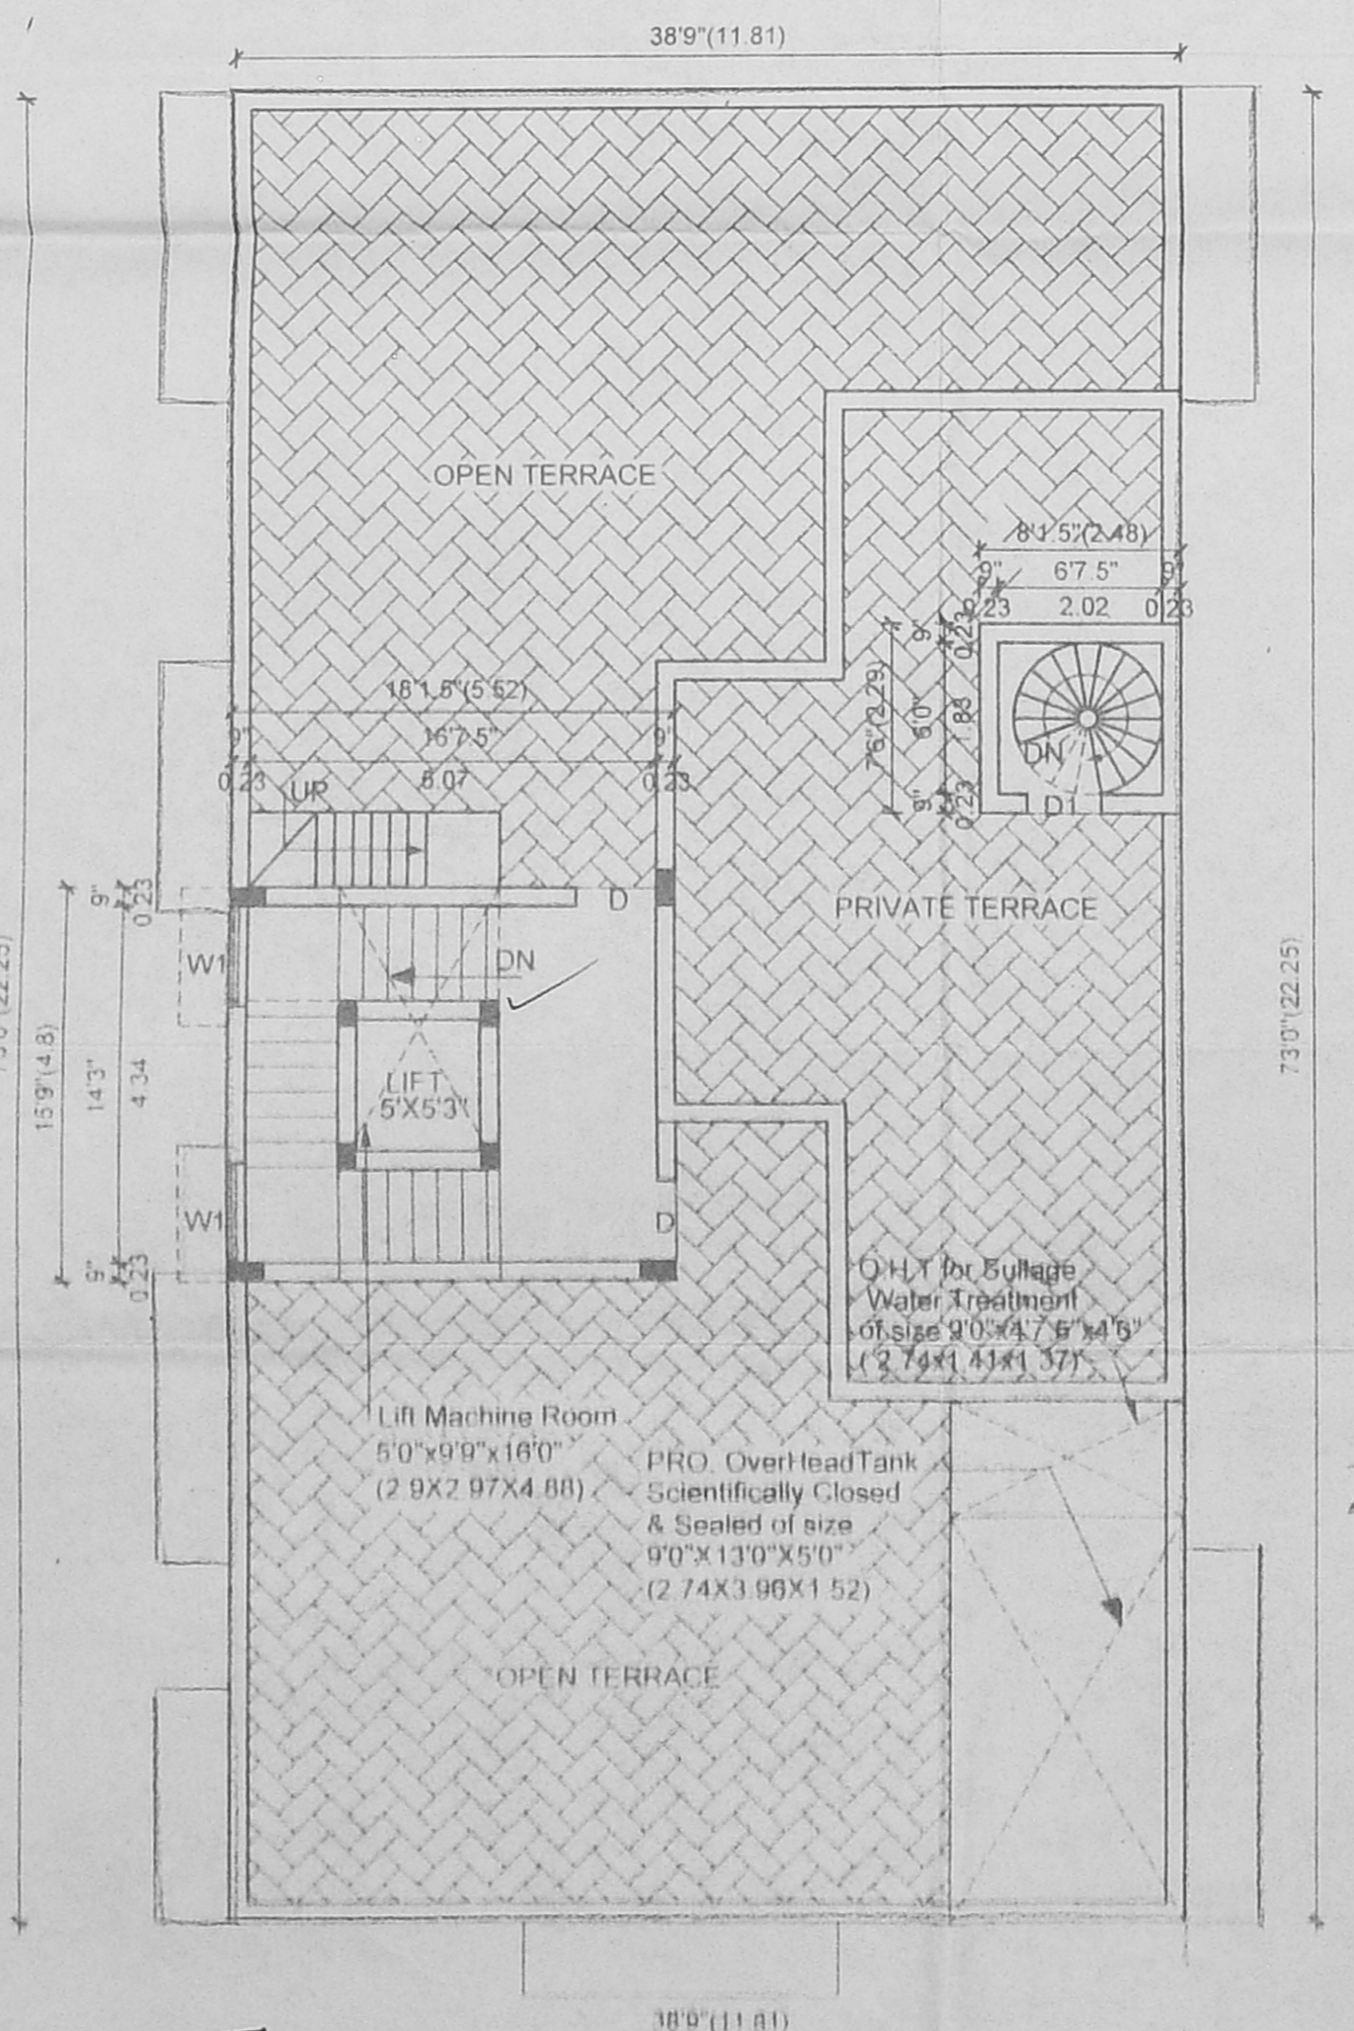 38'9"(11.81)
OPEN TERRACE
8'1.5"(2.48)
9" 6'7.5" 9"
0.23 2.02 0.23
9"
0.23
7'6"(2.29)
6'0"
1.83
9"
0.23
DN
D1
18'1.5"(5.52)
9" 16'7.5" 9"
0.23 5.07 0.23
UP
D
PRIVATE TERRACE
9"
0.23
W1
DN
15'9"(4.8)
14'3"
4.34
LIFT
5'X5'3"
73'0"(22.25)
W1
D
9"
0.23
O.H.T for Sullage
Water Treatment
of size 9'0"x4'7.6"x4'6"
(2.74x1.41x1.37)
Lift Machine Room
(2.9X2.97X4.88)
PRO. OverHeadTank
Scientifically Closed
& Sealed of size
9'0"X13'0"X5'0"
(2.74X3.96X1.52)
OPEN TERRACE
38'9"(11.81)